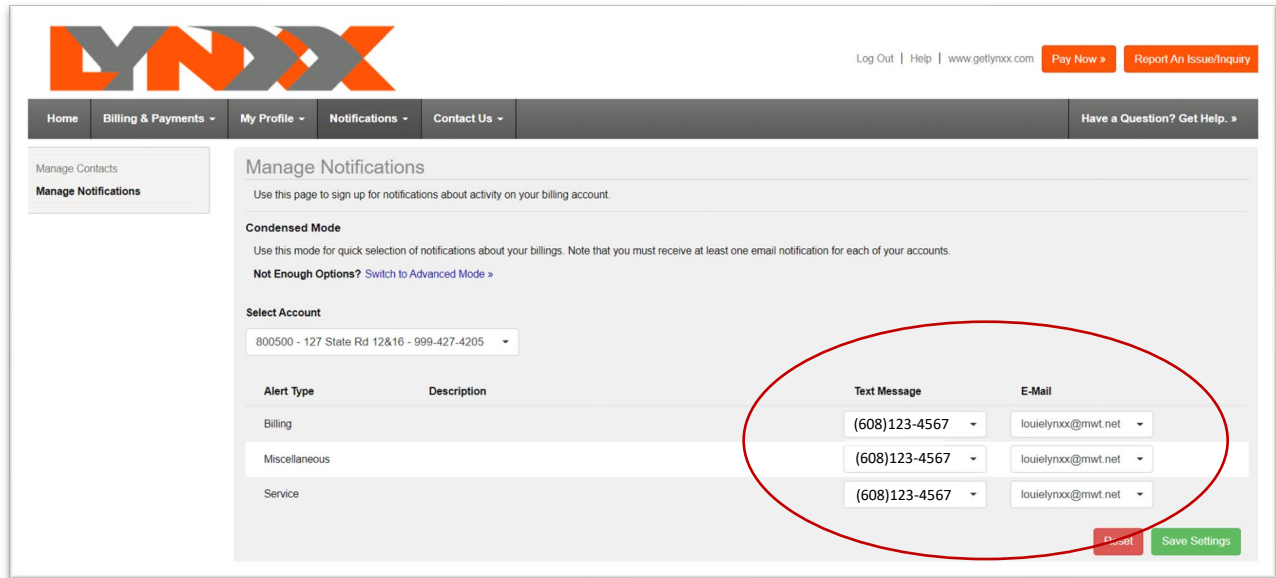 LYNXX
Log Out | Help | www.getlynxx.com Pay Now » Report An Issue/Inquiry
Home Billing & Payments My Profile Notifications Contact Us Have a Question? Get Help. »
Manage Contacts
Manage Notifications
Manage Notifications
Use this page to sign up for notifications about activity on your billing account.
Condensed Mode
Use this mode for quick selection of notifications about your billings. Note that you must receive at least one email notification for each of your accounts.
Not Enough Options? Switch to Advanced Mode »
Select Account
800500 - 127 State Rd 12&16 - 999-427-4205
Alert Type Description Text Message E-Mail
Billing (608)123-4567 louielynxx@mwt.net
Miscellaneous (608)123-4567 louielynxx@mwt.net
Service (608)123-4567 louielynxx@mwt.net
Reset Save Settings